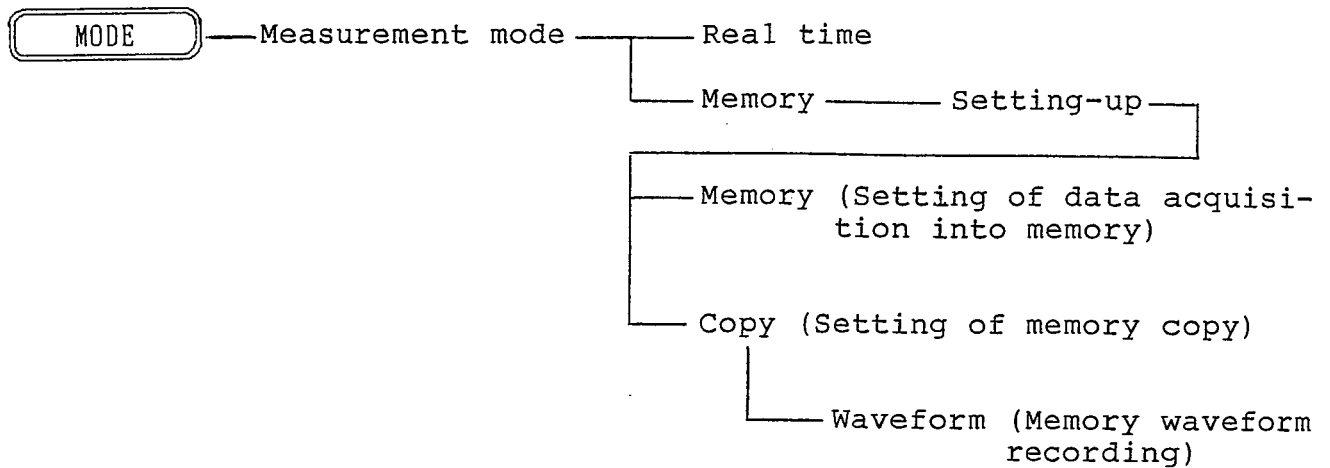 MODE Measurement mode Real time
Memory Setting-up
Memory (Setting of data acquisi-
tion into memory)
Copy (Setting of memory copy)
Waveform (Memory waveform
recording)